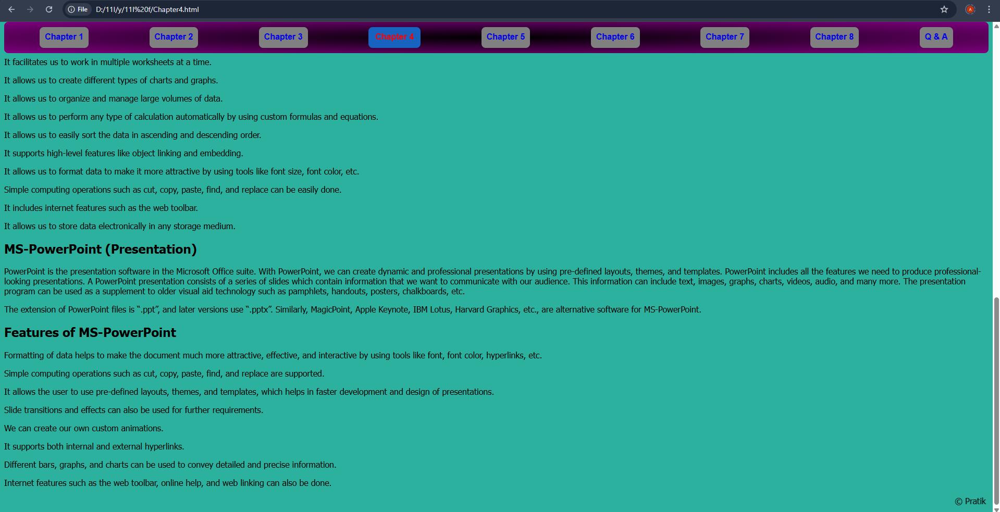 File D:/11I/y/11I%20f/Chapter4.html
Chapter 1 Chapter 2 Chapter 3 Chapter 4 Chapter 5 Chapter 6 Chapter 7 Chapter 8 Q & A
It facilitates us to work in multiple worksheets at a time.
It allows us to create different types of charts and graphs.
It allows us to organize and manage large volumes of data.
It allows us to perform any type of calculation automatically by using custom formulas and equations.
It allows us to easily sort the data in ascending and descending order.
It supports high-level features like object linking and embedding.
It allows us to format data to make it more attractive by using tools like font size, font color, etc.
Simple computing operations such as cut, copy, paste, find, and replace can be easily done.
It includes internet features such as the web toolbar.
It allows us to store data electronically in any storage medium.
MS-PowerPoint (Presentation)
PowerPoint is the presentation software in the Microsoft Office suite. With PowerPoint, we can create dynamic and professional presentations by using pre-defined layouts, themes, and templates. PowerPoint includes all the features we need to produce professional-
looking presentations. A PowerPoint presentation consists of a series of slides which contain information that we want to communicate with our audience. This information can include text, images, graphs, charts, videos, audio, and many more. The presentation
program can be used as a supplement to older visual aid technology such as pamphlets, handouts, posters, chalkboards, etc.
The extension of PowerPoint files is “.ppt”, and later versions use “.pptx”. Similarly, MagicPoint, Apple Keynote, IBM Lotus, Harvard Graphics, etc., are alternative software for MS-PowerPoint.
Features of MS-PowerPoint
Formatting of data helps to make the document much more attractive, effective, and interactive by using tools like font, font color, hyperlinks, etc.
Simple computing operations such as cut, copy, paste, find, and replace are supported.
It allows the user to use pre-defined layouts, themes, and templates, which helps in faster development and design of presentations.
Slide transitions and effects can also be used for further requirements.
We can create our own custom animations.
It supports both internal and external hyperlinks.
Different bars, graphs, and charts can be used to convey detailed and precise information.
Internet features such as the web toolbar, online help, and web linking can also be done.
© Pratik